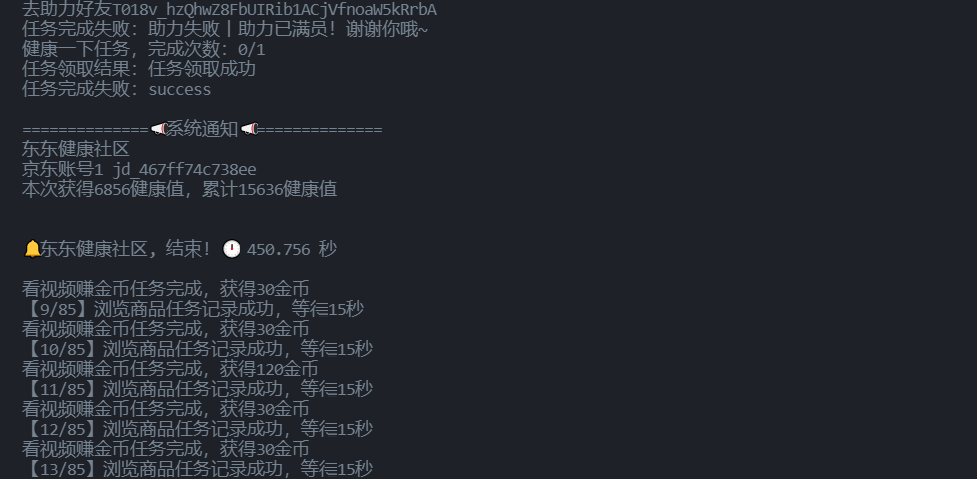 去助力好友T018v_hzQhwZ8FbUIRib1ACjVfnoaW5kRrbA
任务完成失败：助力失败丨助力已满员！谢谢你哦~
健康一下任务，完成次数：0/1
任务领取结果：任务领取成功
任务完成失败：success
==============📢系统通知📢==============
东东健康社区
京东账号1 jd_467ff74c738ee
本次获得6856健康值，累计15636健康值
🔔东东健康社区, 结束! 🕛 450.756 秒
看视频赚金币任务完成，获得30金币
【9/85】浏览商品任务记录成功，等待15秒
看视频赚金币任务完成，获得30金币
【10/85】浏览商品任务记录成功，等待15秒
看视频赚金币任务完成，获得120金币
【11/85】浏览商品任务记录成功，等待15秒
看视频赚金币任务完成，获得30金币
【12/85】浏览商品任务记录成功，等待15秒
看视频赚金币任务完成，获得30金币
【13/85】浏览商品任务记录成功，等待15秒